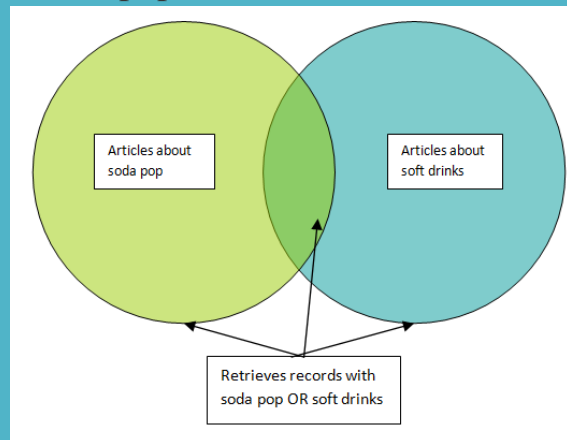 Articles about
soda pop
Articles about
soft drinks
Retrieves records with
soda pop OR soft drinks